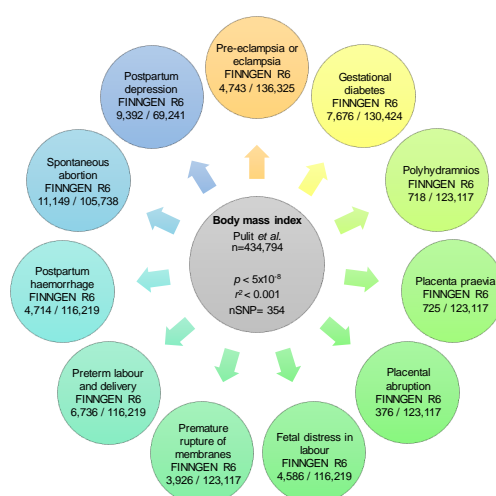 Pre-eclampsia or
eclampsia
FINNGEN R6
4,743 / 136,325
Gestational
diabetes
FINNGEN R6
7,676 / 130,424
Polyhydramnios
FINNGEN R6
718 / 123,117
Placenta praevia
FINNGEN R6
725 / 123,117
Placental
abruption
FINNGEN R6
376 / 123,117
Fetal distress in
labour
FINNGEN R6
4,586 / 116,219
Premature
rupture of
membranes
FINNGEN R6
3,926 / 123,117
Preterm labour
and delivery
FINNGEN R6
6,736 / 116,219
Postpartum
haemorrhage
FINNGEN R6
4,714 / 116,219
Spontaneous
abortion
FINNGEN R6
11,149 / 105,738
Postpartum
depression
FINNGEN R6
9,392 / 69,241
Body mass index
Pulit et al.
n=434,794
p < 5x10⁻⁸
r² < 0.001
nSNP= 354